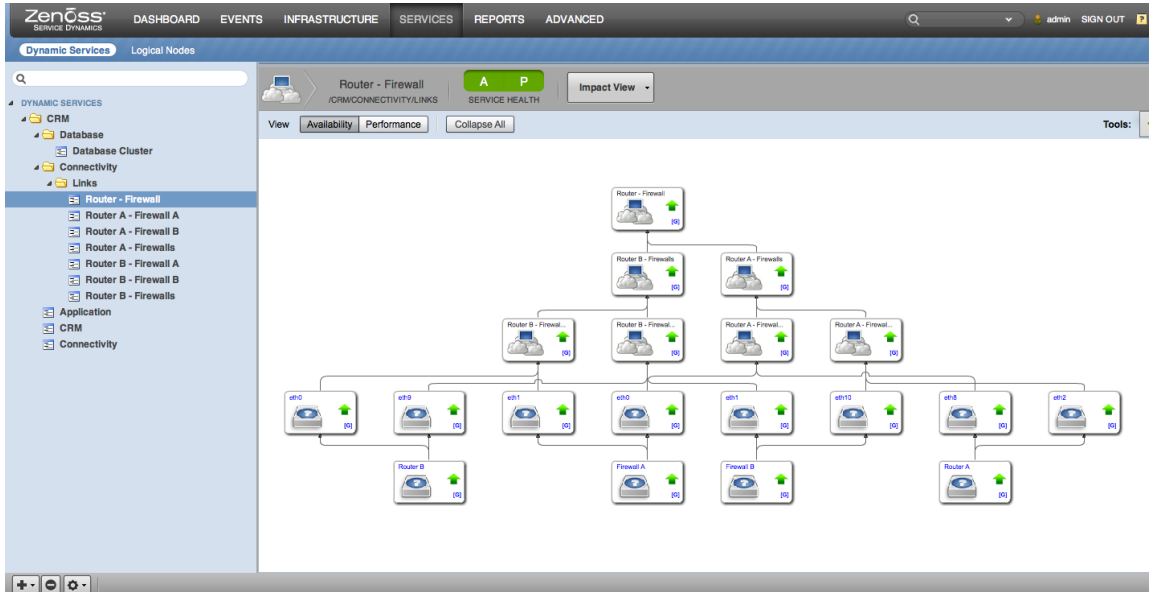 Zenoss
SERVICE DYNAMICS
DASHBOARD EVENTS INFRASTRUCTURE SERVICES REPORTS ADVANCED
admin SIGN OUT ?
Dynamic Services Logical Nodes
DYNAMIC SERVICES
CRM
Database
Database Cluster
Connectivity
Links
Router - Firewall
Router A - Firewall A
Router A - Firewall B
Router A - Firewalls
Router B - Firewall A
Router B - Firewall B
Router B - Firewalls
Application
CRM
Connectivity
Router - Firewall
/CRM/CONNECTIVITY/LINKS
A P
SERVICE HEALTH
Impact View
View Availability Performance Collapse All Tools:
Router - Firewall
[G]
Router B - Firewalls Router A - Firewalls
[G] [G]
Router B - Firewal... Router B - Firewal... Router A - Firewal... Router A - Firewal...
[G] [G] [G] [G]
eth0 eth9 eth1 eth0 eth1 eth10 eth8 eth2
[G] [G] [G] [G] [G] [G] [G] [G]
Router B Firewall A Firewall B Router A
[G] [G] [G] [G]